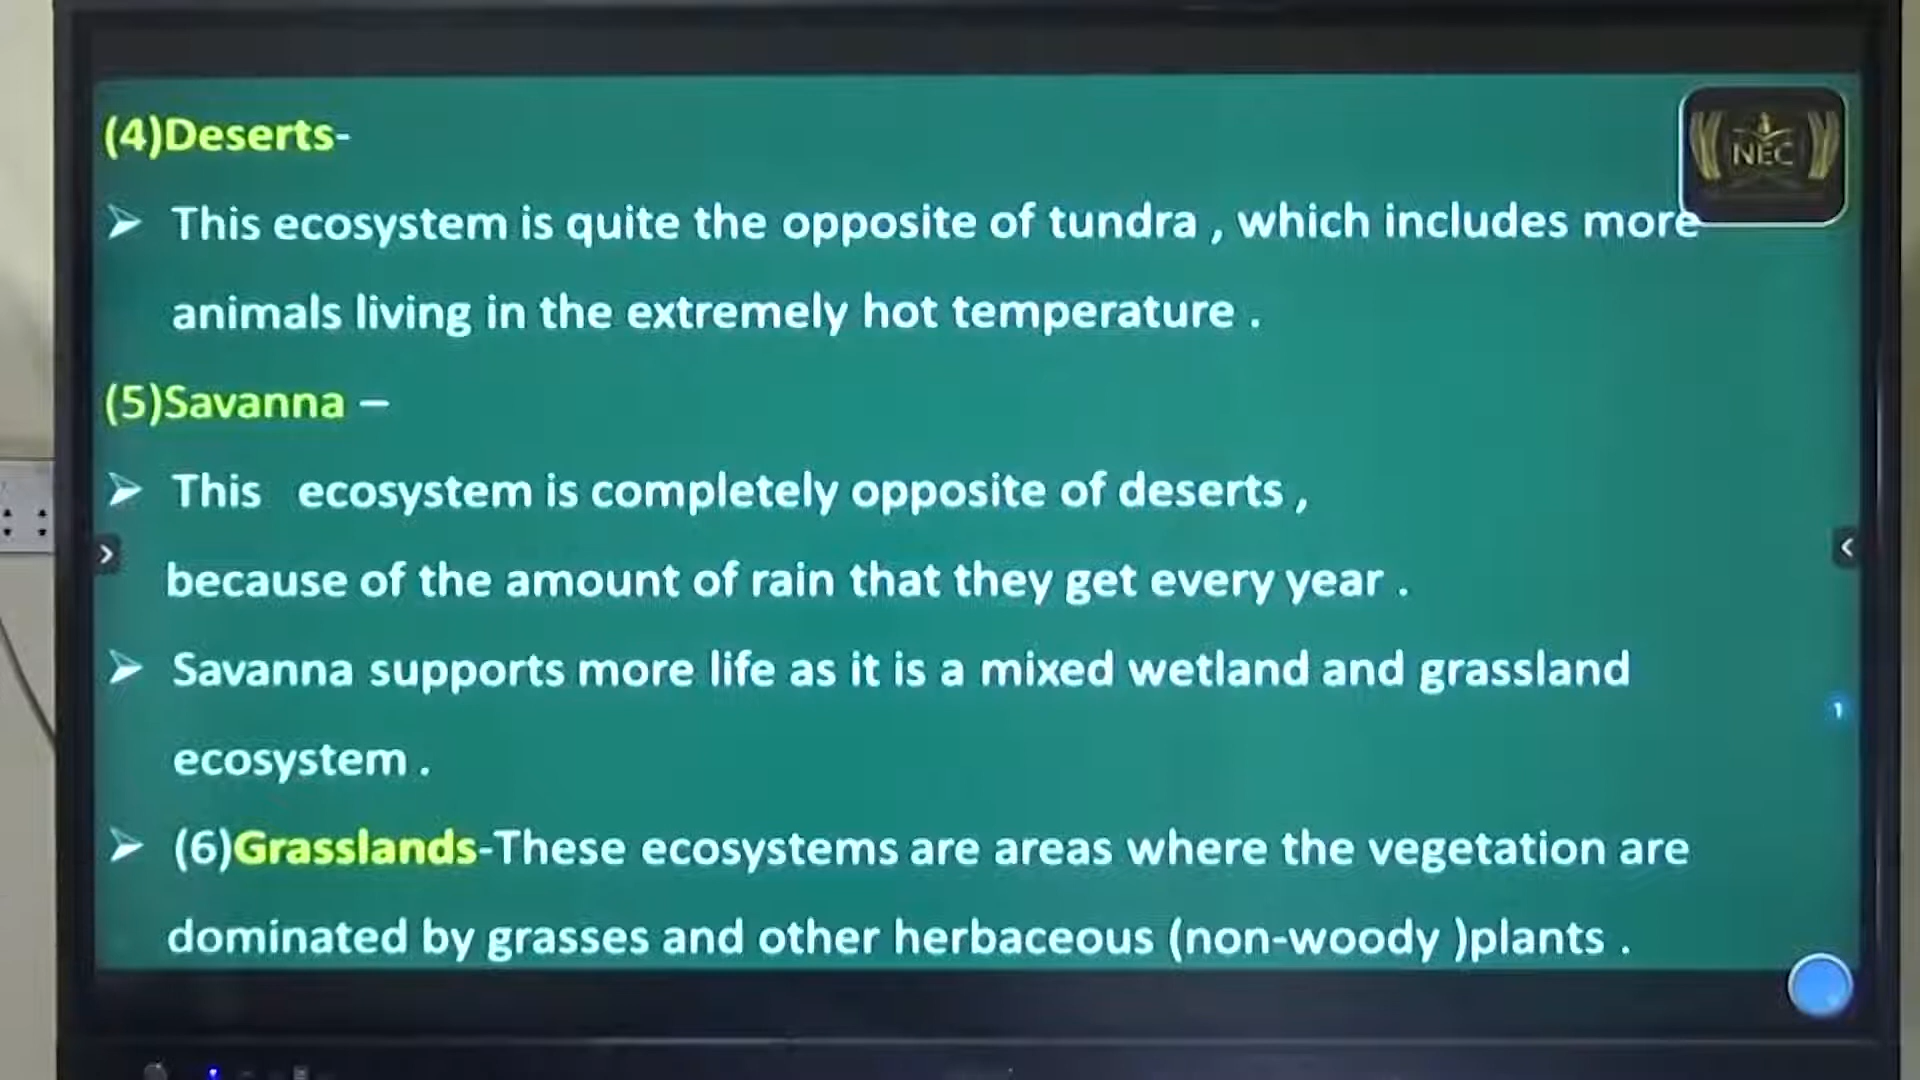 (4)Deserts-
NEC
➢ This ecosystem is quite the opposite of tundra , which includes more
animals living in the extremely hot temperature .
(5)Savanna –
➢ This ecosystem is completely opposite of deserts ,
because of the amount of rain that they get every year .
➢ Savanna supports more life as it is a mixed wetland and grassland
ecosystem .
➢ (6)Grasslands-These ecosystems are areas where the vegetation are
dominated by grasses and other herbaceous (non-woody )plants .
1